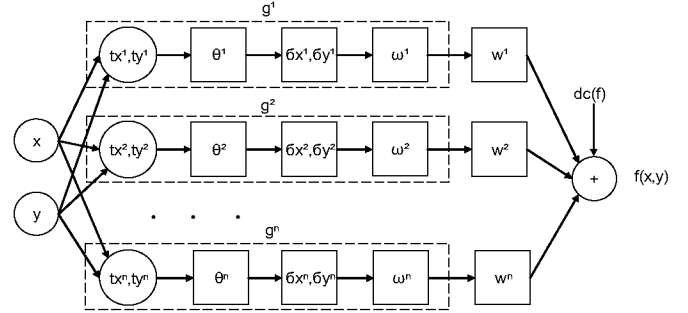 g¹
tx¹,ty¹ θ¹ бx¹,бy¹ ω¹ w¹
dc(f)
g²
x tx²,ty² θ² бx²,бy² ω² w²
+ f(x,y)
y
. . .
gⁿ
txⁿ,tyⁿ θⁿ бxⁿ,бyⁿ ωⁿ wⁿ